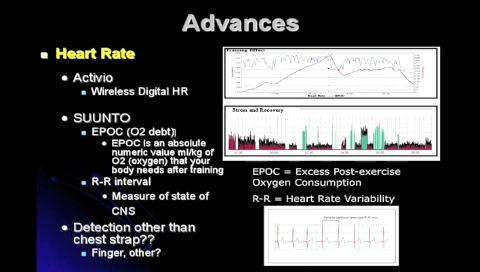 Advances
Heart Rate
Activio
Wireless Digital HR
SUUNTO
EPOC (O2 debt)
EPOC is an absolute
numeric value ml/kg of
O2 (oxygen) that your
body needs after training
R-R interval
Measure of state of
CNS
Detection other than
chest strap??
Finger, other?
Training Effect
Stress and Recovery
EPOC = Excess Post-exercise
Oxygen Consumption
R-R = Heart Rate Variability